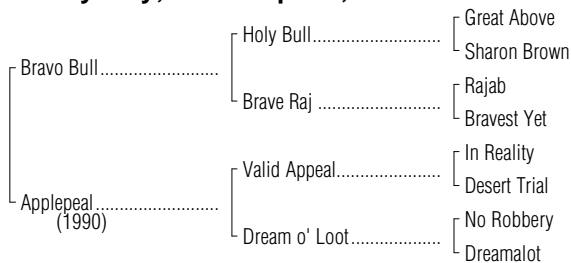 Great Above
Holy Bull....................................
Sharon Brown
Bravo Bull........................
Rajab
Brave Raj ...................................
Bravest Yet
In Reality
Valid Appeal...............................
Desert Trial
Applepeal.........................
(1990)
No Robbery
Dream o' Loot............................
Dreamalot